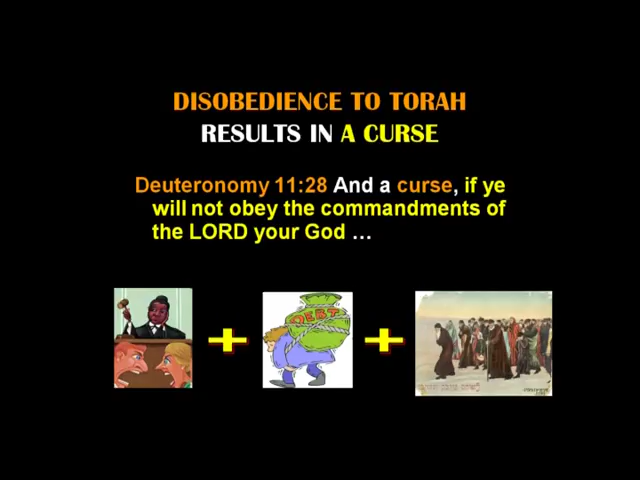 DISOBEDIENCE TO TORAH
RESULTS IN A CURSE
Deuteronomy 11:28 And a curse, if ye
will not obey the commandments of
the LORD your God …
DEBT